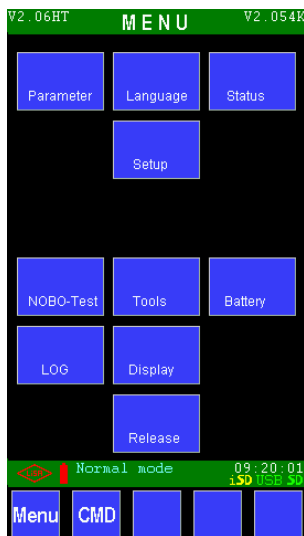 V2.06HT MENU V2.054K
Parameter Language Status
Setup
NOBO-Test Tools Battery
LOG Display
Release
Normal mode 09:20:01
iSD USB SD
Menu CMD